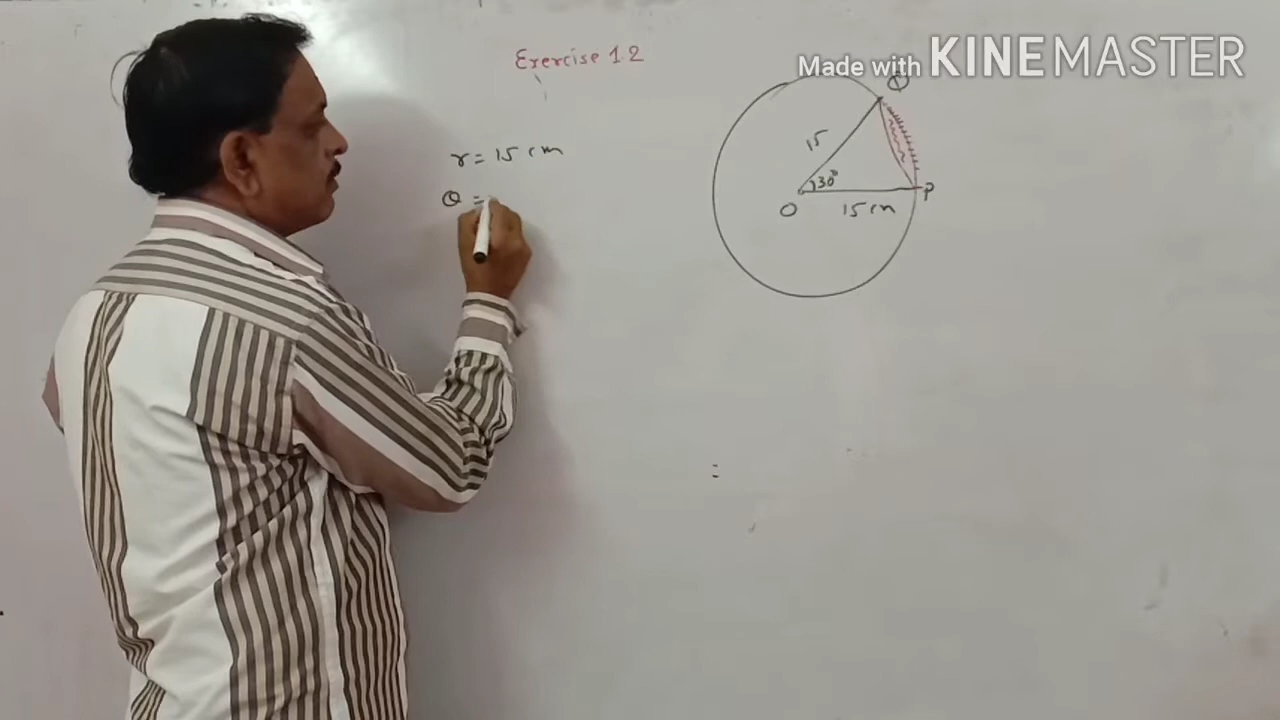 Exercise 1.2
Made with KINEMASTER
Q
r = 15 cm
15
30°
θ =
P
O
15 cm
=